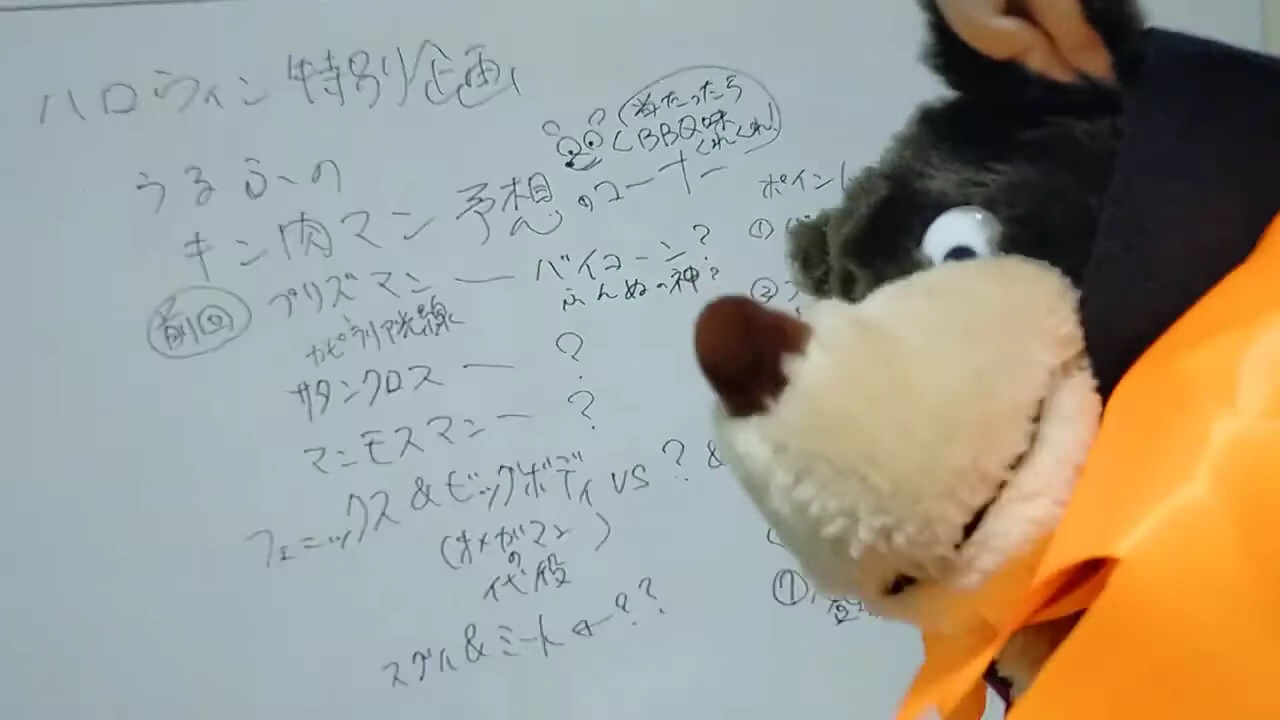 ハロウィン特別企画
うるふの
キン肉マン予想のコーナー
当たったら
BBQ味
くれくれ!
前回
プリズマン ― バイコーン?
ふんぬの神?
カピラリア光線
サタンクロス ― ?
マンモスマン ― ?
フェニックス&ビッグボディ VS ? &
(オメガマン
の
代役)
スグル&ミート ←??
ポイント
①
②
⑦